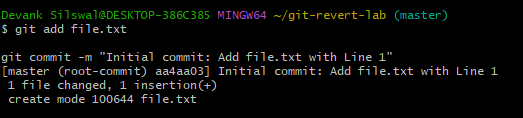 Devank Silswal@DESKTOP-386C385 MINGW64 ~/git-revert-lab (master)
$ git add file.txt
git commit -m "Initial commit: Add file.txt with Line 1"
[master (root-commit) aa4aa03] Initial commit: Add file.txt with Line 1
 1 file changed, 1 insertion(+)
 create mode 100644 file.txt